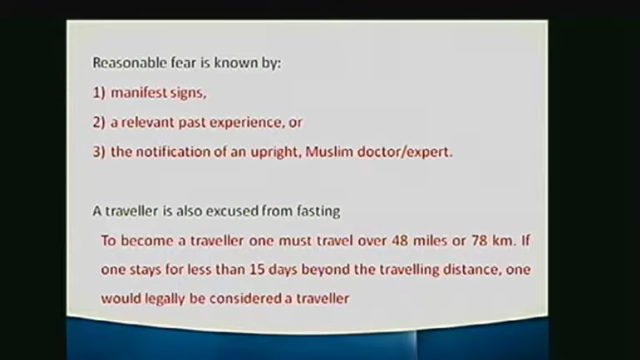 Reasonable fear is known by:
1) manifest signs,
2) a relevant past experience, or
3) the notification of an upright, Muslim doctor/expert.
A traveller is also excused from fasting
To become a traveller one must travel over 48 miles or 78 km. If
one stays for less than 15 days beyond the travelling distance, one
would legally be considered a traveller